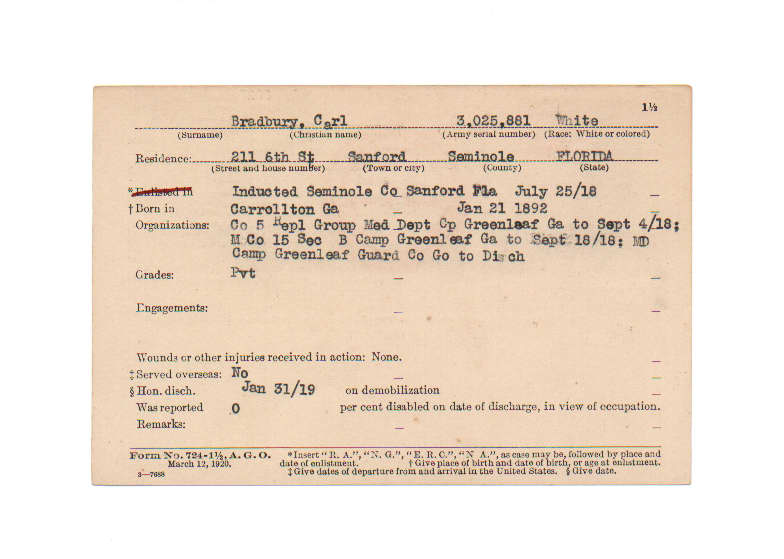 1½
Bradbury, Carl 3,025,881 White
(Surname) (Christian name) (Army serial number) (Race: White or colored)
Residence: 211 6th St Sanford Seminole FLORIDA
(Street and house number) (Town or city) (County) (State)
* Enlisted in Inducted Seminole Co Sanford Fla July 25/18
† Born in Carrollton Ga Jan 21 1892
Organizations: Co 5 Repl Group Med Dept Cp Greenleaf Ga to Sept 4/18;
M Co 15 Sec B Camp Greenleaf Ga to Sept 18/18; MD
Camp Greenleaf Guard Co Go to Disch
Grades: Pvt
Engagements:
Wounds or other injuries received in action: None.
‡ Served overseas: No
§ Hon. disch. Jan 31/19 on demobilization
Was reported 0 per cent disabled on date of discharge, in view of occupation.
Remarks:
Form No. 724-1½, A. G. O. *Insert "R. A.", "N. G.", "E. R. C.", "N A.", as case may be, followed by place and
March 12, 1920. date of enlistment. † Give place of birth and date of birth, or age at enlistment.
3—7688 ‡ Give dates of departure from and arrival in the United States. § Give date.